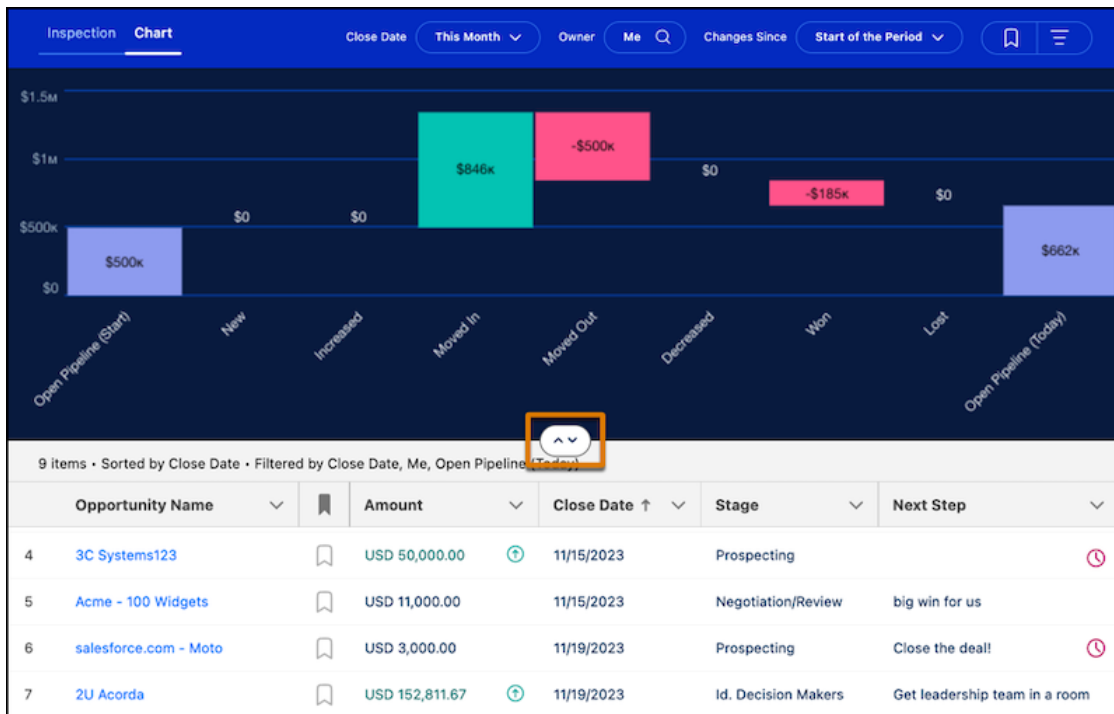 Inspection Chart Close Date This Month Owner Me Changes Since Start of the Period
$1.5M
$1M
$500K
$0
$500K
$0
$0
$846K
-$500K
$0
-$185K
$0
$662K
Open Pipeline (Start)
New
Increased
Moved In
Moved Out
Decreased
Won
Lost
Open Pipeline (Today)
9 items • Sorted by Close Date • Filtered by Close Date, Me, Open Pipeline (Today)
Opportunity Name Amount Close Date Stage Next Step
4 3C Systems123 USD 50,000.00 11/15/2023 Prospecting
5 Acme - 100 Widgets USD 11,000.00 11/15/2023 Negotiation/Review big win for us
6 salesforce.com - Moto USD 3,000.00 11/19/2023 Prospecting Close the deal!
7 2U Acorda USD 152,811.67 11/19/2023 Id. Decision Makers Get leadership team in a room